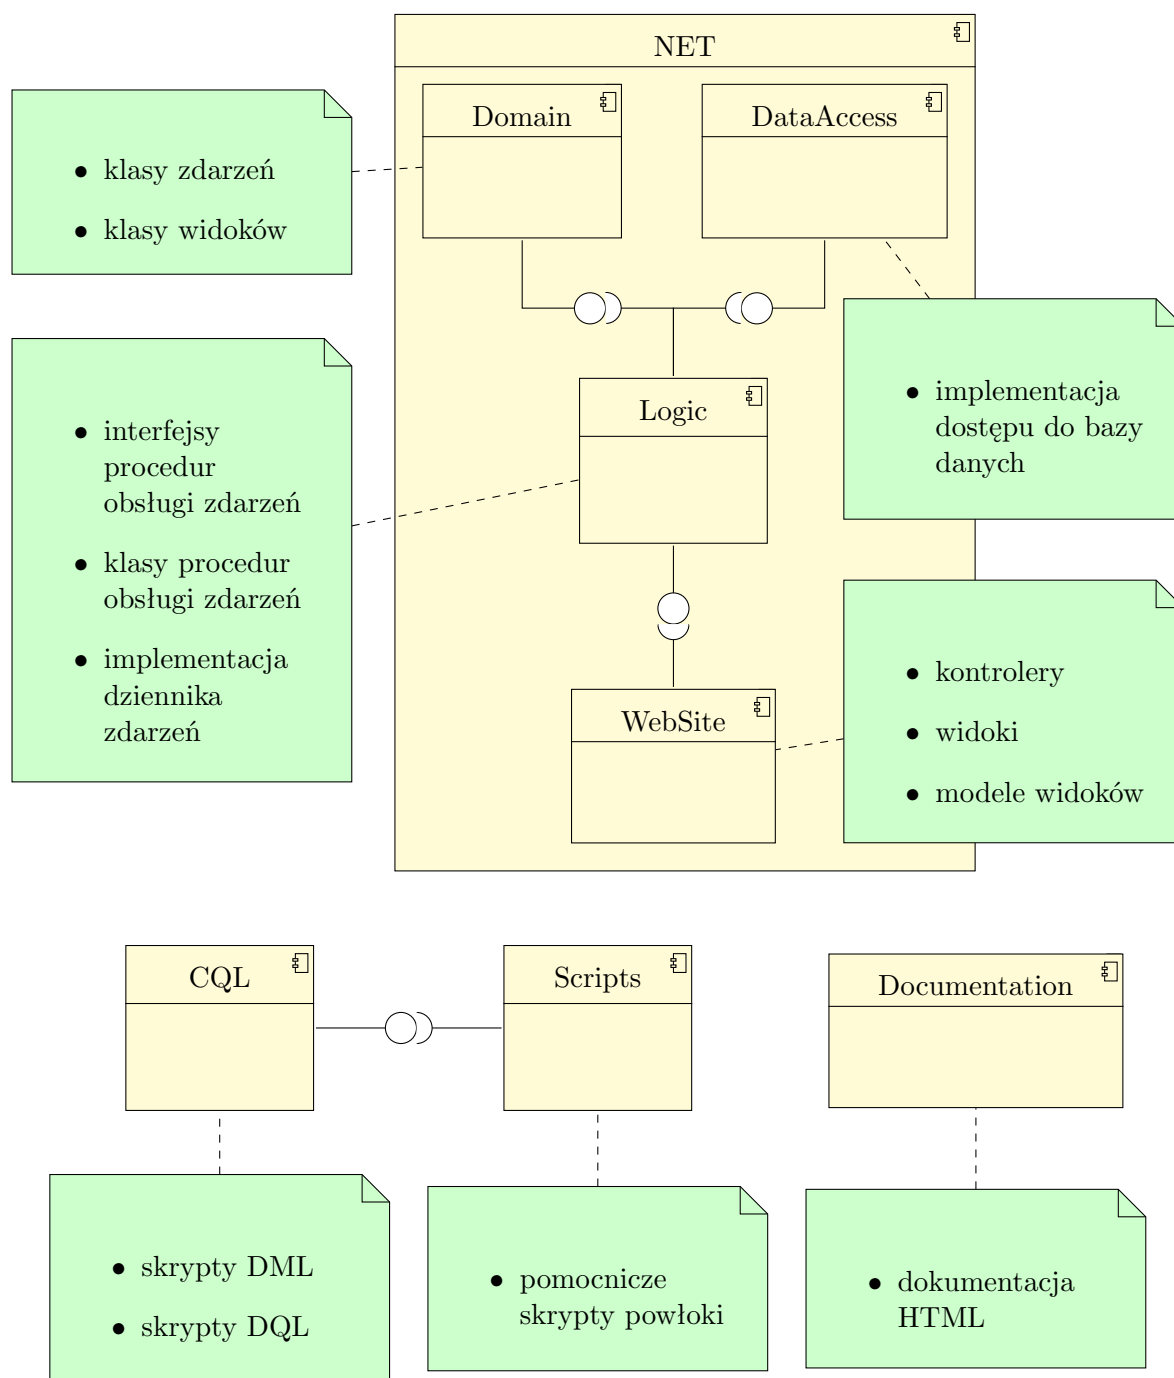 NET
Domain
DataAccess
• klasy zdarzeń
• klasy widoków
• implementacja
dostępu do bazy
danych
Logic
• interfejsy
procedur
obsługi zdarzeń
• klasy procedur
obsługi zdarzeń
• implementacja
dziennika
zdarzeń
WebSite
• kontrolery
• widoki
• modele widoków
CQL
Scripts
Documentation
• skrypty DML
• skrypty DQL
• pomocnicze
skrypty powłoki
• dokumentacja
HTML